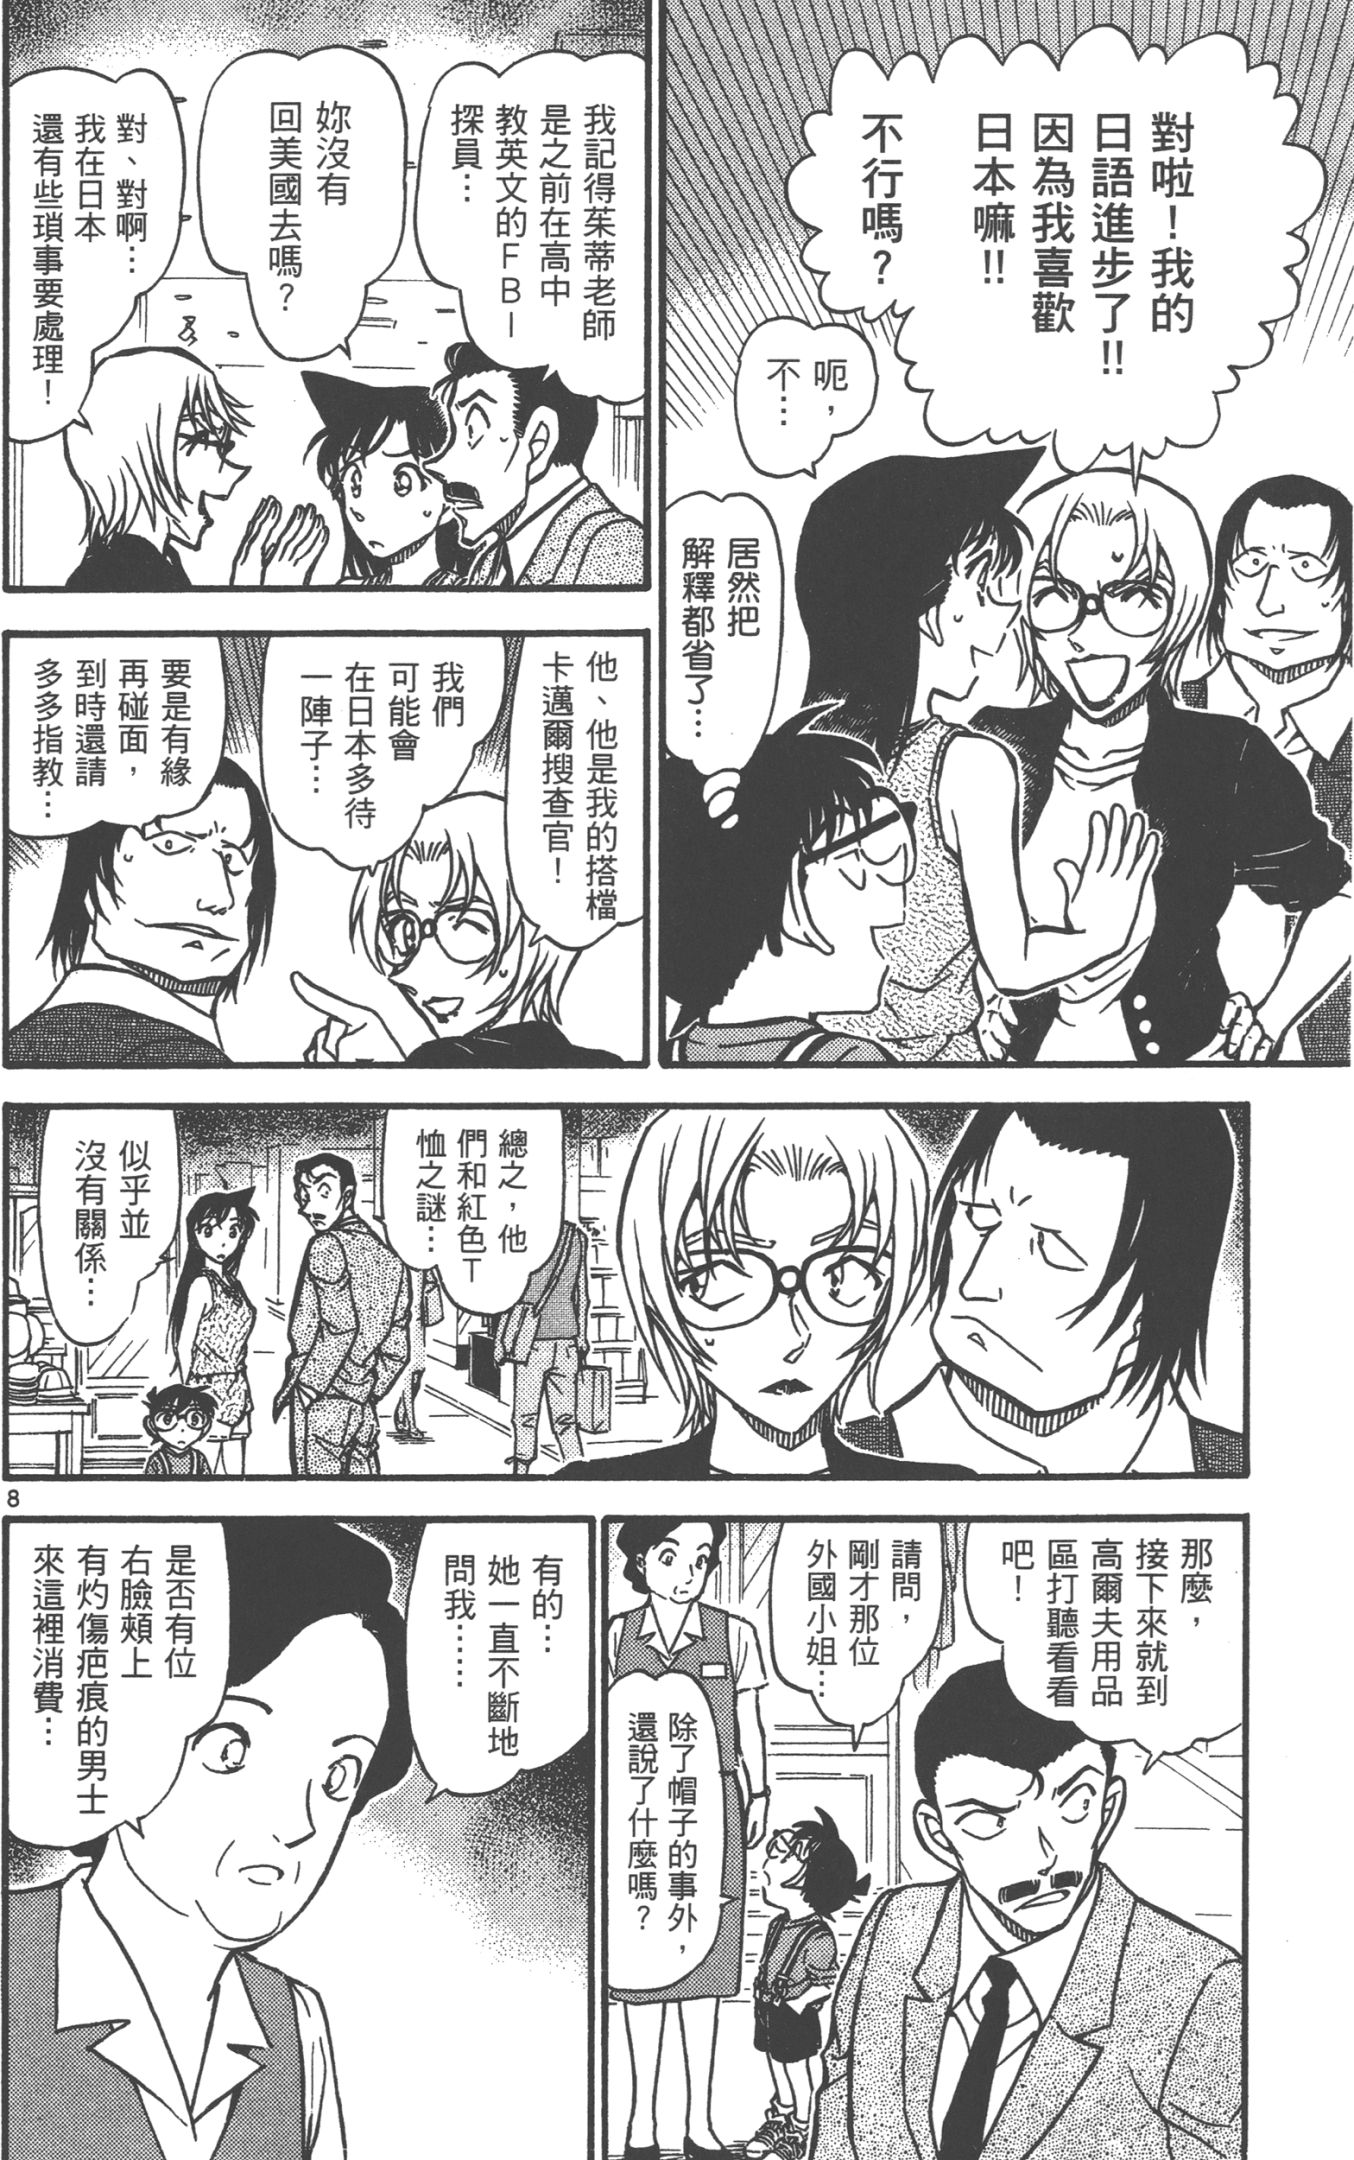 對啦！我的
日語進步了!!
因為我喜歡
日本嘛!!
不行嗎？
呃，
不…
居然把
解釋都省了…
我記得茱蒂老師
是之前在高中
教英文的FBI
探員…
妳沒有
回美國去嗎？
對、對啊…
我在日本
還有些瑣事要處理！
他、他是我的搭檔
卡邁爾搜查官！
我們
可能會
在日本多待
一陣子…
要是有緣
再碰面，
到時還請
多多指教…
總之，他
們和紅色T
恤之謎…
似乎並
沒有關係…
8
那麼，
接下來就到
高爾夫用品
區打聽看看
吧！
請問，
剛才那位
外國小姐…
除了帽子的事外，
還說了什麼嗎？
有的…
她一直不斷地
問我……
是否有位
右臉頰上
有灼傷疤痕的男士
來這裡消費…